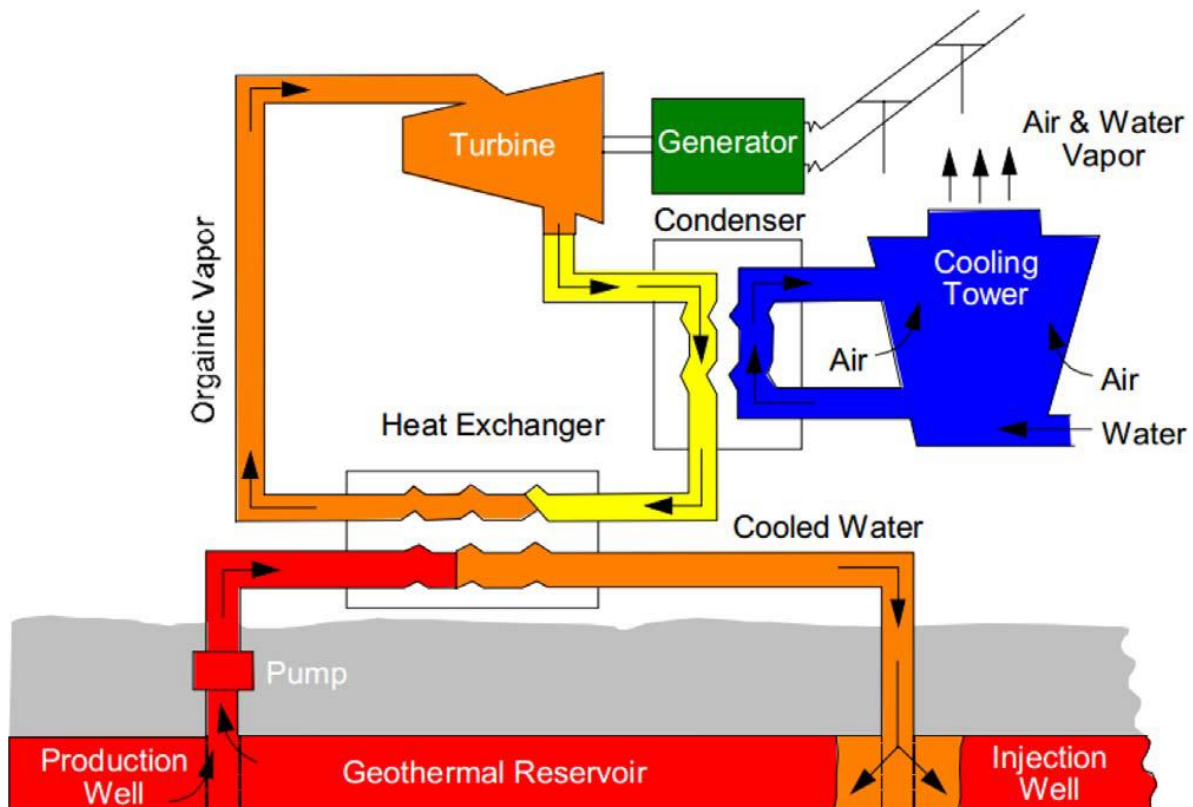 Turbine
Generator
Air & Water
Vapor
Condenser
Cooling
Tower
Orgainic Vapor
Air
Air
Water
Heat Exchanger
Cooled Water
Pump
Production
Well
Geothermal Reservoir
Injection
Well